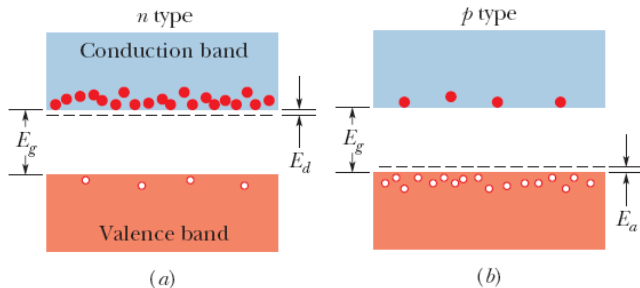 n type
Conduction band
E_g
E_d
Valence band
(a)
p type
E_g
E_a
(b)